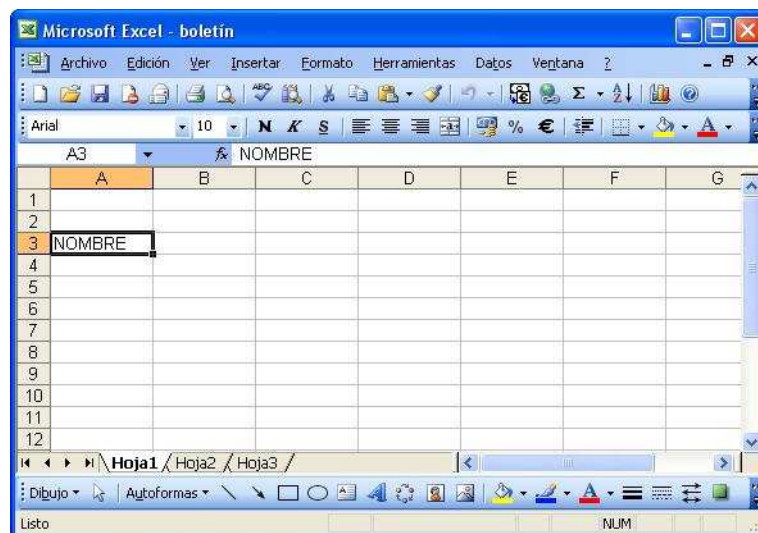 Microsoft Excel - boletín
Archivo Edición Ver Insertar Formato Herramientas Datos Ventana ?
Arial 10 N K S % €
A3 fx NOMBRE
A B C D E F G
1
2
3 NOMBRE
4
5
6
7
8
9
10
11
12
Hoja1 Hoja2 Hoja3
Dibujo Autoformas
Listo NUM